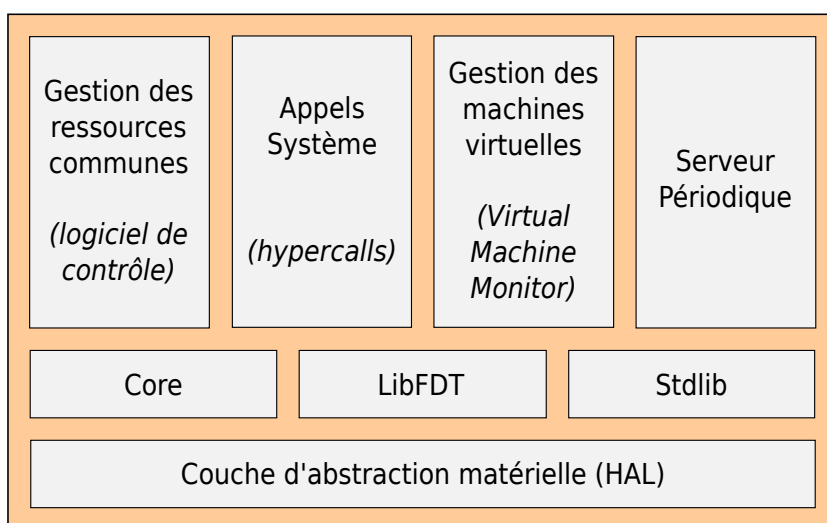 Gestion des
ressources
communes
(logiciel de
contrôle)
Appels
Système
(hypercalls)
Gestion des
machines
virtuelles
(Virtual
Machine
Monitor)
Serveur
Périodique
Core
LibFDT
Stdlib
Couche d'abstraction matérielle (HAL)